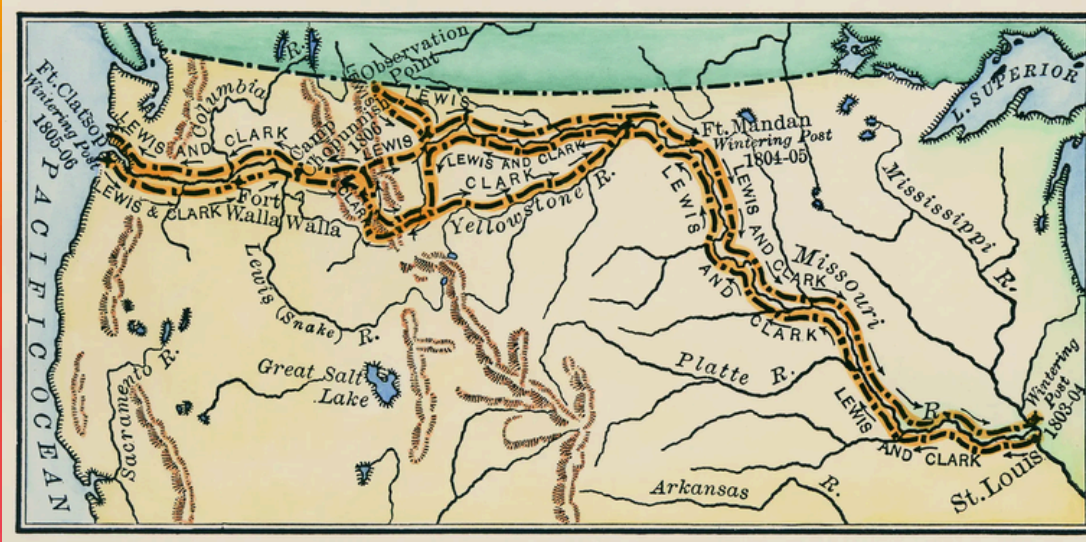 Observation
Point
R.
Columbia
Ft. Clatsop
Wintering Post
1805-06
LEWIS
LEWIS
AND
CLARK
Camp
Chopunnish
1806
LEWIS
LEWIS AND CLARK
CLARK
Ft. Mandan
Wintering Post
1804-05
L. SUPERIOR
LEWIS & CLARK
Fort
Walla Walla
CLARK
Yellowstone R.
LEWIS
AND
CLARK
LEWIS
AND
CLARK
Missouri
R.
Mississippi
R.
PACIFIC OCEAN
Lewis
(Snake)
R.
Great Salt
Lake
Platte R.
Sacramento R.
LEWIS
AND CLARK
Wintering
Post
1803-04
St. Louis
Arkansas
R.